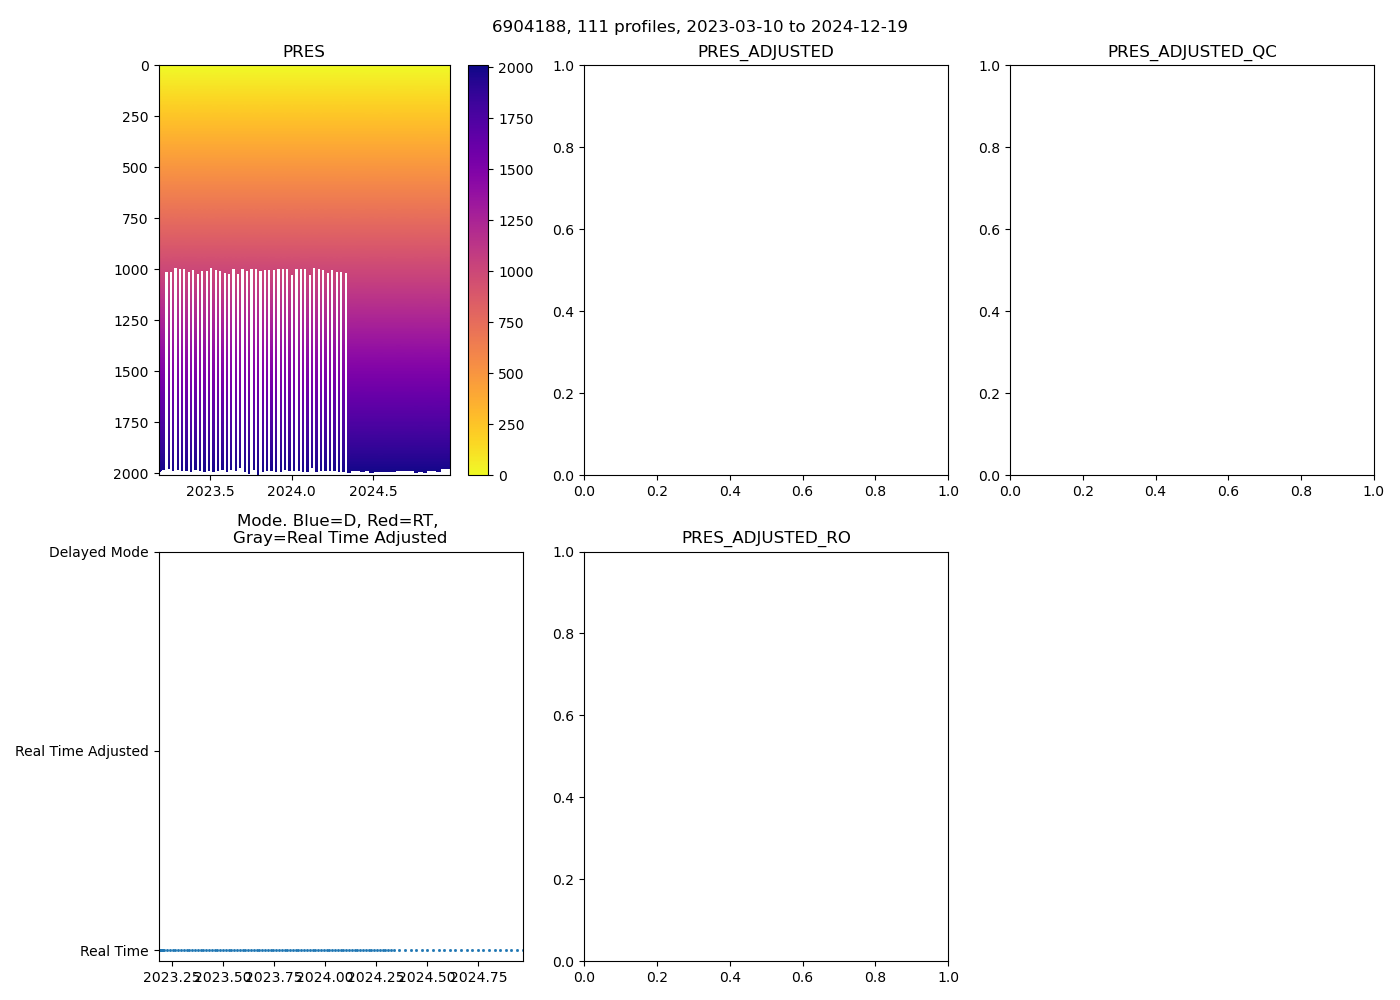 6904188, 111 profiles, 2023-03-10 to 2024-12-19
PRES
0
250
500
750
1000
1250
1500
1750
2000
2023.5 2024.0 2024.5
2000
1750
1500
1250
1000
750
500
250
0
PRES_ADJUSTED
1.0
0.8
0.6
0.4
0.2
0.0
0.0 0.2 0.4 0.6 0.8 1.0
PRES_ADJUSTED_QC
1.0
0.8
0.6
0.4
0.2
0.0
0.0 0.2 0.4 0.6 0.8 1.0
Mode. Blue=D, Red=RT,
Gray=Real Time Adjusted
Delayed Mode
Real Time Adjusted
Real Time
2023.25 2023.50 2023.75 2024.00 2024.25 2024.50 2024.75
PRES_ADJUSTED_RO
1.0
0.8
0.6
0.4
0.2
0.0
0.0 0.2 0.4 0.6 0.8 1.0